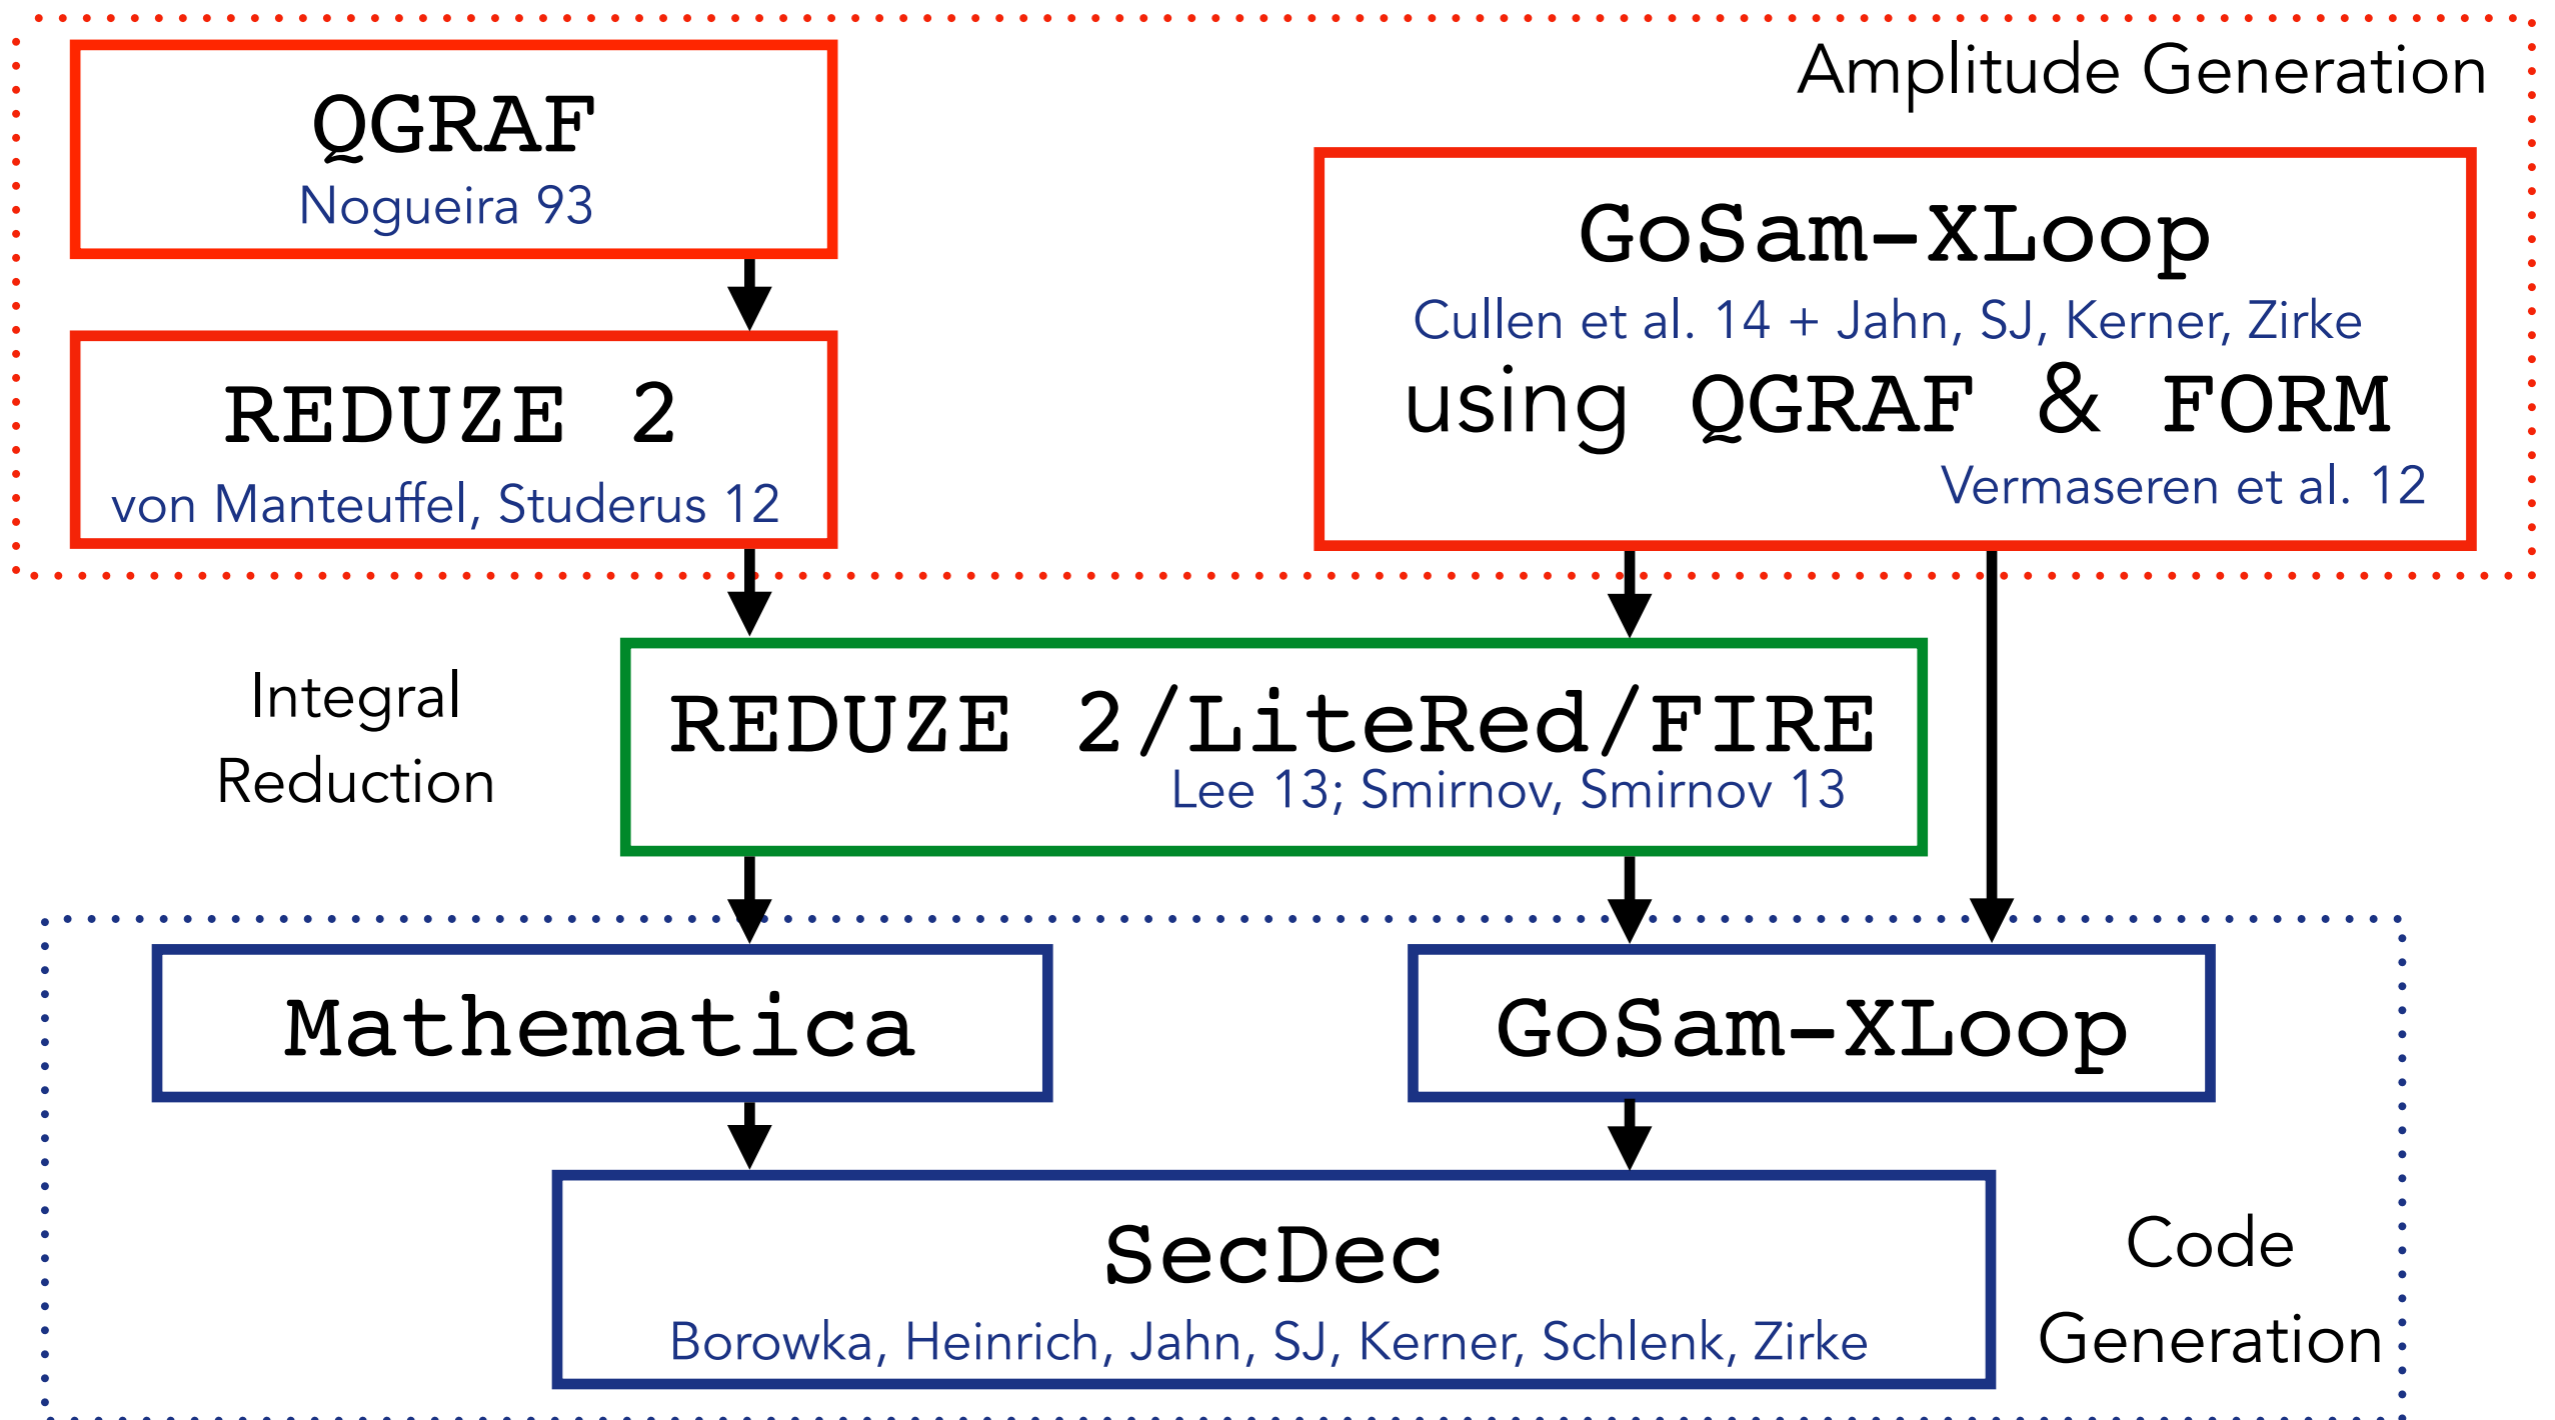 Amplitude Generation
QGRAF
Nogueira 93
REDUZE 2
von Manteuffel, Studerus 12
GoSam-XLoop
Cullen et al. 14 + Jahn, SJ, Kerner, Zirke
using QGRAF & FORM
Vermaseren et al. 12
Integral
Reduction
REDUZE 2/LiteRed/FIRE
Lee 13; Smirnov, Smirnov 13
Mathematica
GoSam-XLoop
SecDec
Borowka, Heinrich, Jahn, SJ, Kerner, Schlenk, Zirke
Code
Generation